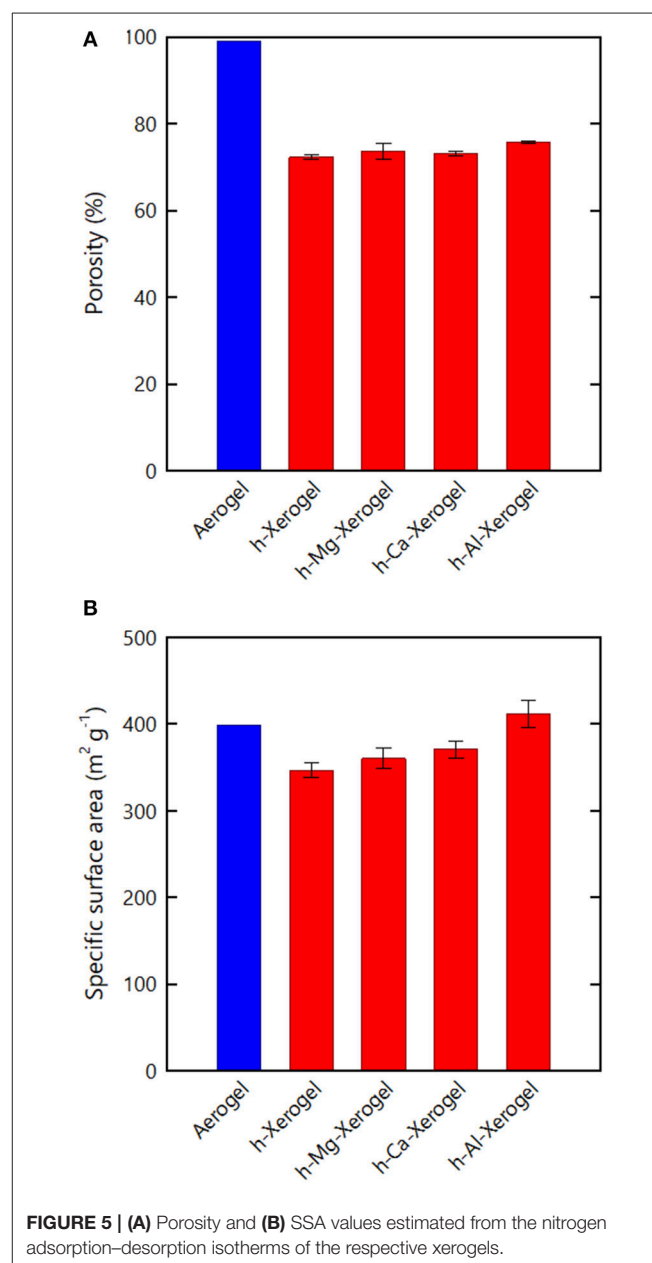 A
Porosity (%)
100
80
60
40
20
0
Aerogel
h-Xerogel
h-Mg-Xerogel
h-Ca-Xerogel
h-Al-Xerogel
B
Specific surface area (m² g⁻¹)
500
400
300
200
100
0
Aerogel
h-Xerogel
h-Mg-Xerogel
h-Ca-Xerogel
h-Al-Xerogel
FIGURE 5 | (A) Porosity and (B) SSA values estimated from the nitrogen
adsorption–desorption isotherms of the respective xerogels.